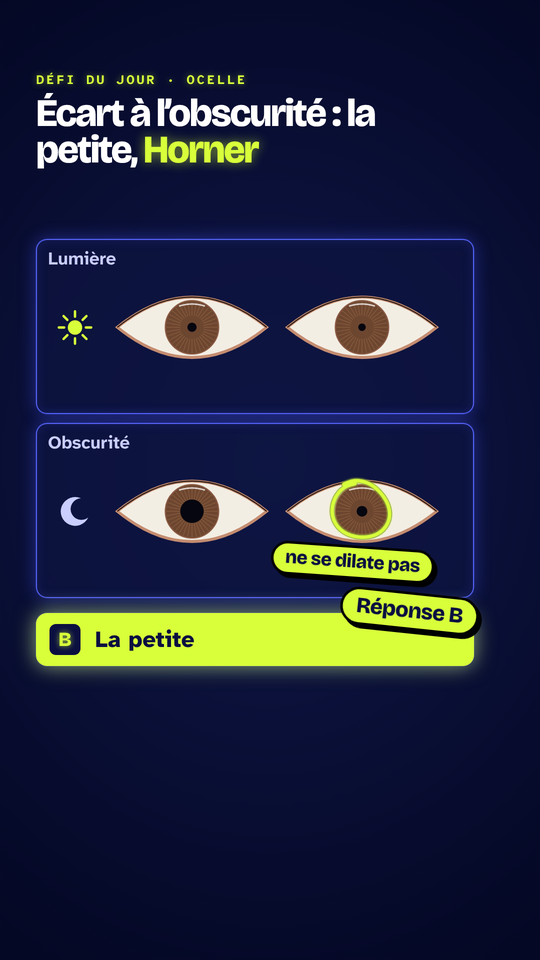 DÉFI DU JOUR · OCELLE
Écart à l'obscurité : la
petite, Horner
Lumière
Obscurité
ne se dilate pas
Réponse B
B La petite